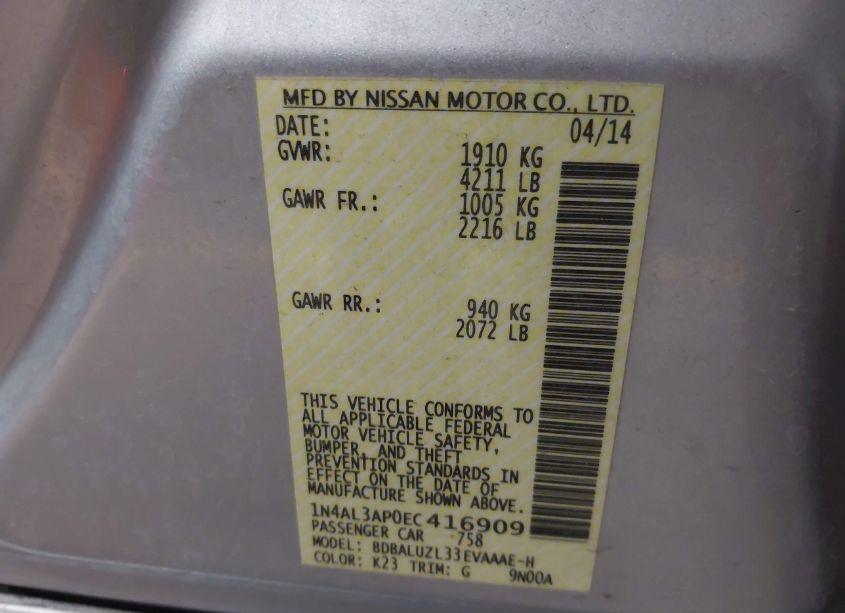 MFD BY NISSAN MOTOR CO., LTD.
DATE: 04/14
GVWR: 1910 KG
4211 LB
GAWR FR.: 1005 KG
2216 LB
GAWR RR.: 940 KG
2072 LB
THIS VEHICLE CONFORMS TO
ALL APPLICABLE FEDERAL
MOTOR VEHICLE SAFETY,
BUMPER, AND THEFT
PREVENTION STANDARDS IN
EFFECT ON THE DATE OF
MANUFACTURE SHOWN ABOVE.
1N4AL3AP0EC416909
PASSENGER CAR 758
MODEL: BDBALUZL33EVAAAE-H
COLOR: K23 TRIM: G 9N00A